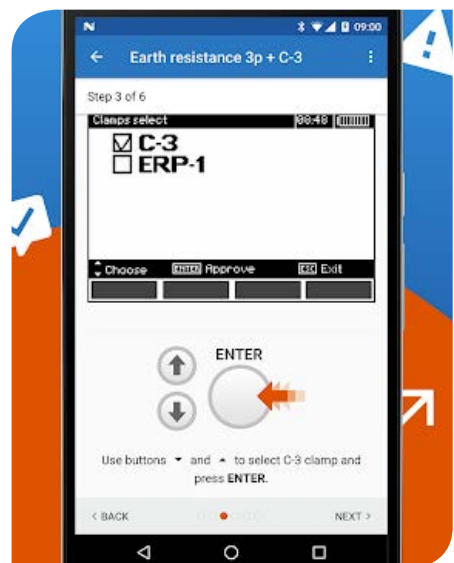 N 09:00
Earth resistance 3p + C-3
Step 3 of 6
Clamps select 08:48
C-3
ERP-1
Choose ENTER Approve ESC Exit
ENTER
Use buttons ▾ and ▴ to select C-3 clamp and
press ENTER.
< BACK NEXT >